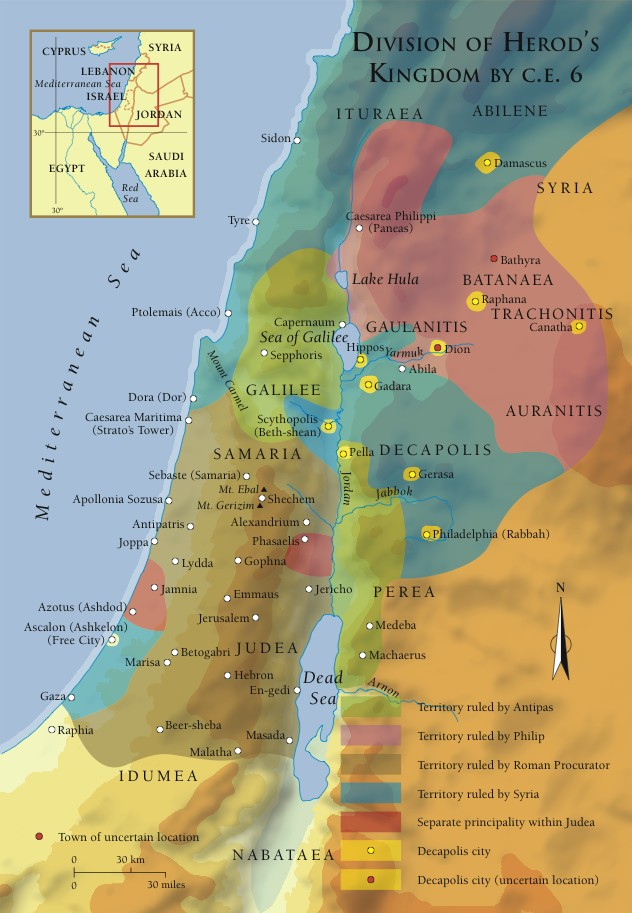 DIVISION OF HEROD'S
KINGDOM BY C.E. 6
CYPRUS
SYRIA
LEBANON
Mediterranean Sea
ISRAEL
JORDAN
30°
EGYPT
SAUDI
ARABIA
Red
Sea
30°
ITURAEA
ABILENE
Sidon
Damascus
SYRIA
Tyre
Caesarea Philippi
(Paneas)
Mediterranean Sea
Bathyra
Lake Hula
BATANAEA
Raphana
TRACHONITIS
Ptolemais (Acco)
Capernaum
GAULANITIS
Canatha
Sea of Galilee
Hippos
Yarmuk
Dion
Sepphoris
Abila
Mount Carmel
Gadara
GALILEE
Dora (Dor)
AURANITIS
Caesarea Maritima
(Strato's Tower)
Scythopolis
(Beth-shean)
SAMARIA
Pella
DECAPOLIS
Sebaste (Samaria)
Gerasa
Mt. Ebal
Jordan
Jabbok
Apollonia Sozusa
Shechem
Mt. Gerizim
Antipatris
Alexandrium
Philadelphia (Rabbah)
Joppa
Phasaelis
Lydda
Gophna
Jamnia
Jericho
PEREA
N
Emmaus
Azotus (Ashdod)
Jerusalem
Ascalon (Ashkelon)
(Free City)
Medeba
Betogabri
JUDEA
Marisa
Machaerus
Hebron
Dead
Sea
En-gedi
Arnon
Gaza
Territory ruled by Antipas
Raphia
Beer-sheba
Masada
Territory ruled by Philip
Malatha
Territory ruled by Roman Procurator
IDUMEA
Territory ruled by Syria
Separate principality within Judea
Town of uncertain location
Decapolis city
NABATAEA
0 30 km
0 30 miles
Decapolis city (uncertain location)